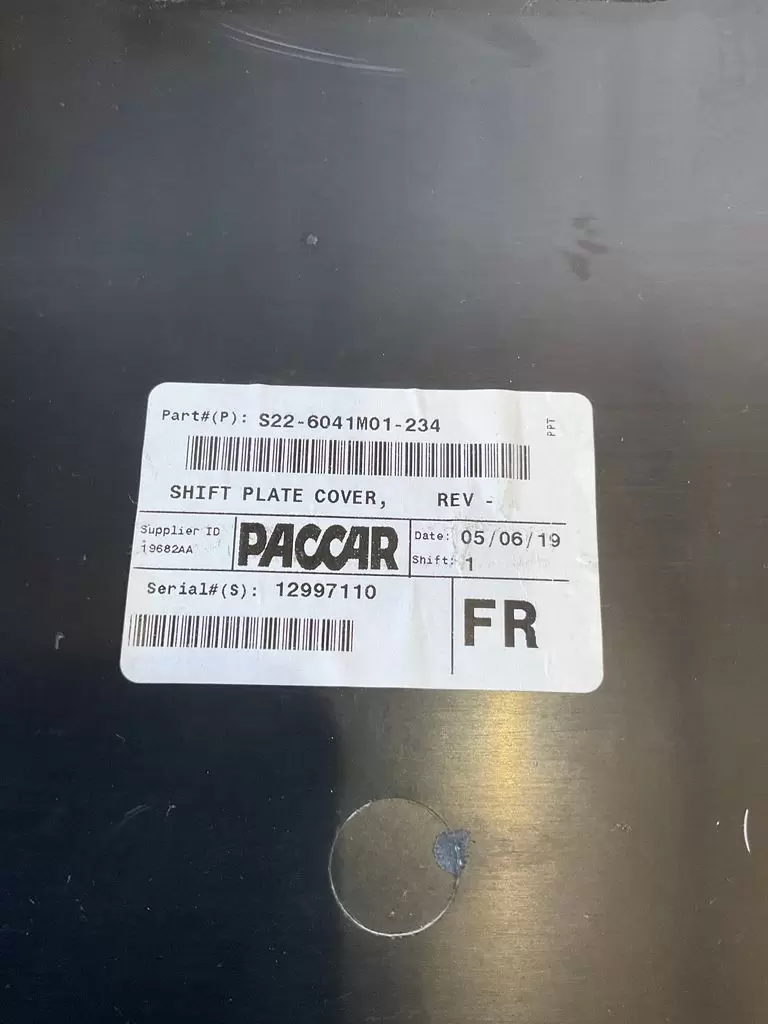 Part#(P): S22-6041M01-234
PPT
SHIFT PLATE COVER, REV -
Supplier ID
19682AA
PACCAR
Date: 05/06/19
Shift: 1
Serial#(S): 12997110
FR